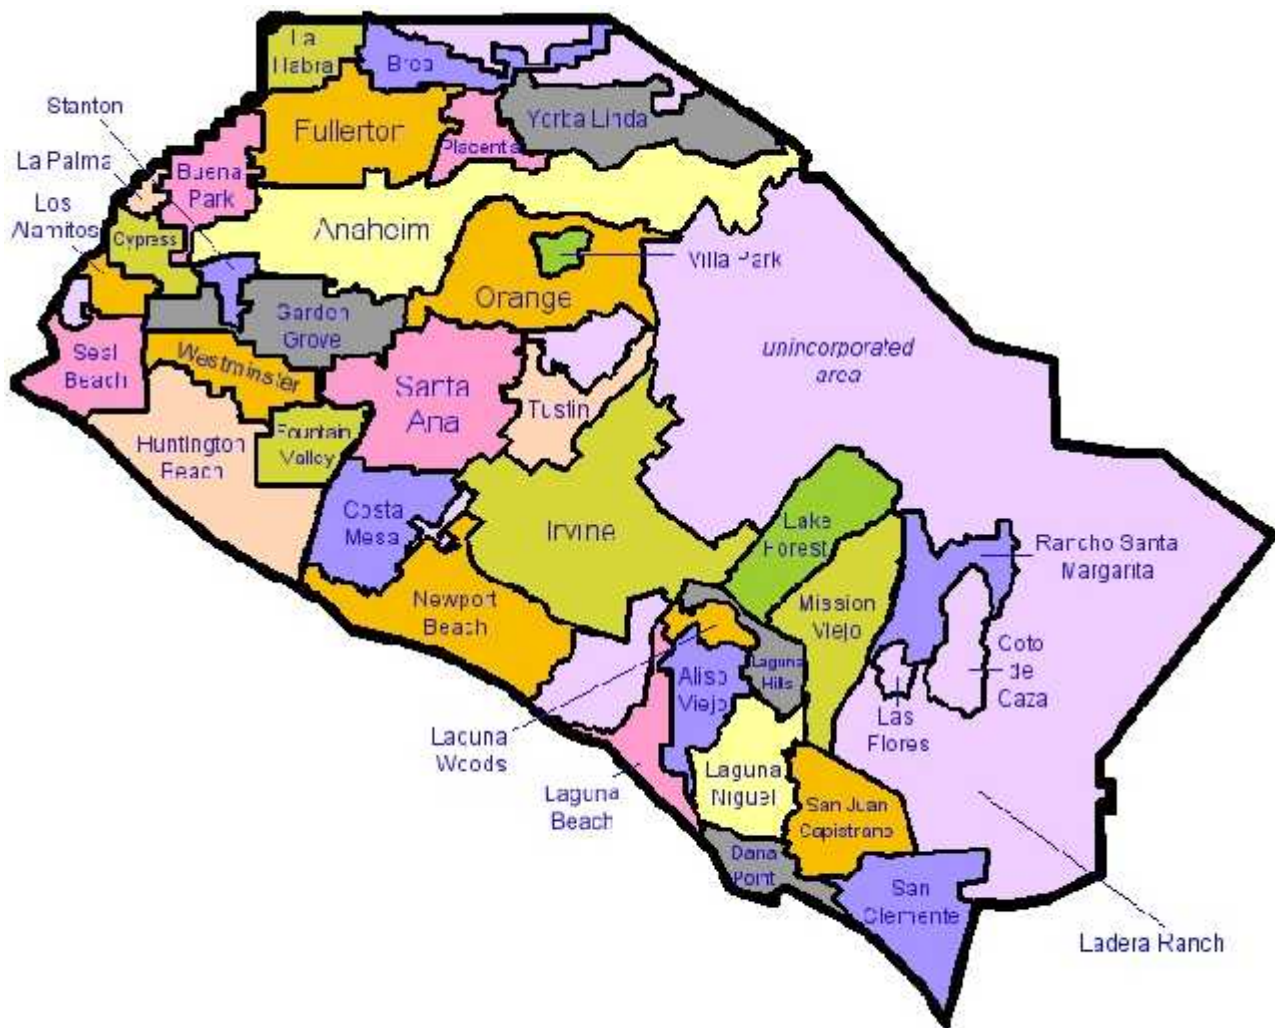 La
Habra
Brea
Stanton
Fullerton
Yorba Linda
Placentia
La Palma
Buena
Park
Los
Alamitos
Cypress
Anaheim
Villa Park
Orange
Garden
Grove
unincorporated
area
Seal
Beach
Westminster
Santa
Ana
Tustin
Huntington
Beach
Fountain
Valley
Costa
Mesa
Irvine
Lake
Forest
Rancho Santa
Margarita
Newport
Beach
Mission
Viejo
Coto
de
Caza
Laguna
Hills
Aliso
Viejo
Las
Flores
Laguna
Woods
Laguna
Beach
Laguna
Niguel
San Juan
Capistrano
Dana
Point
San
Clemente
Ladera Ranch